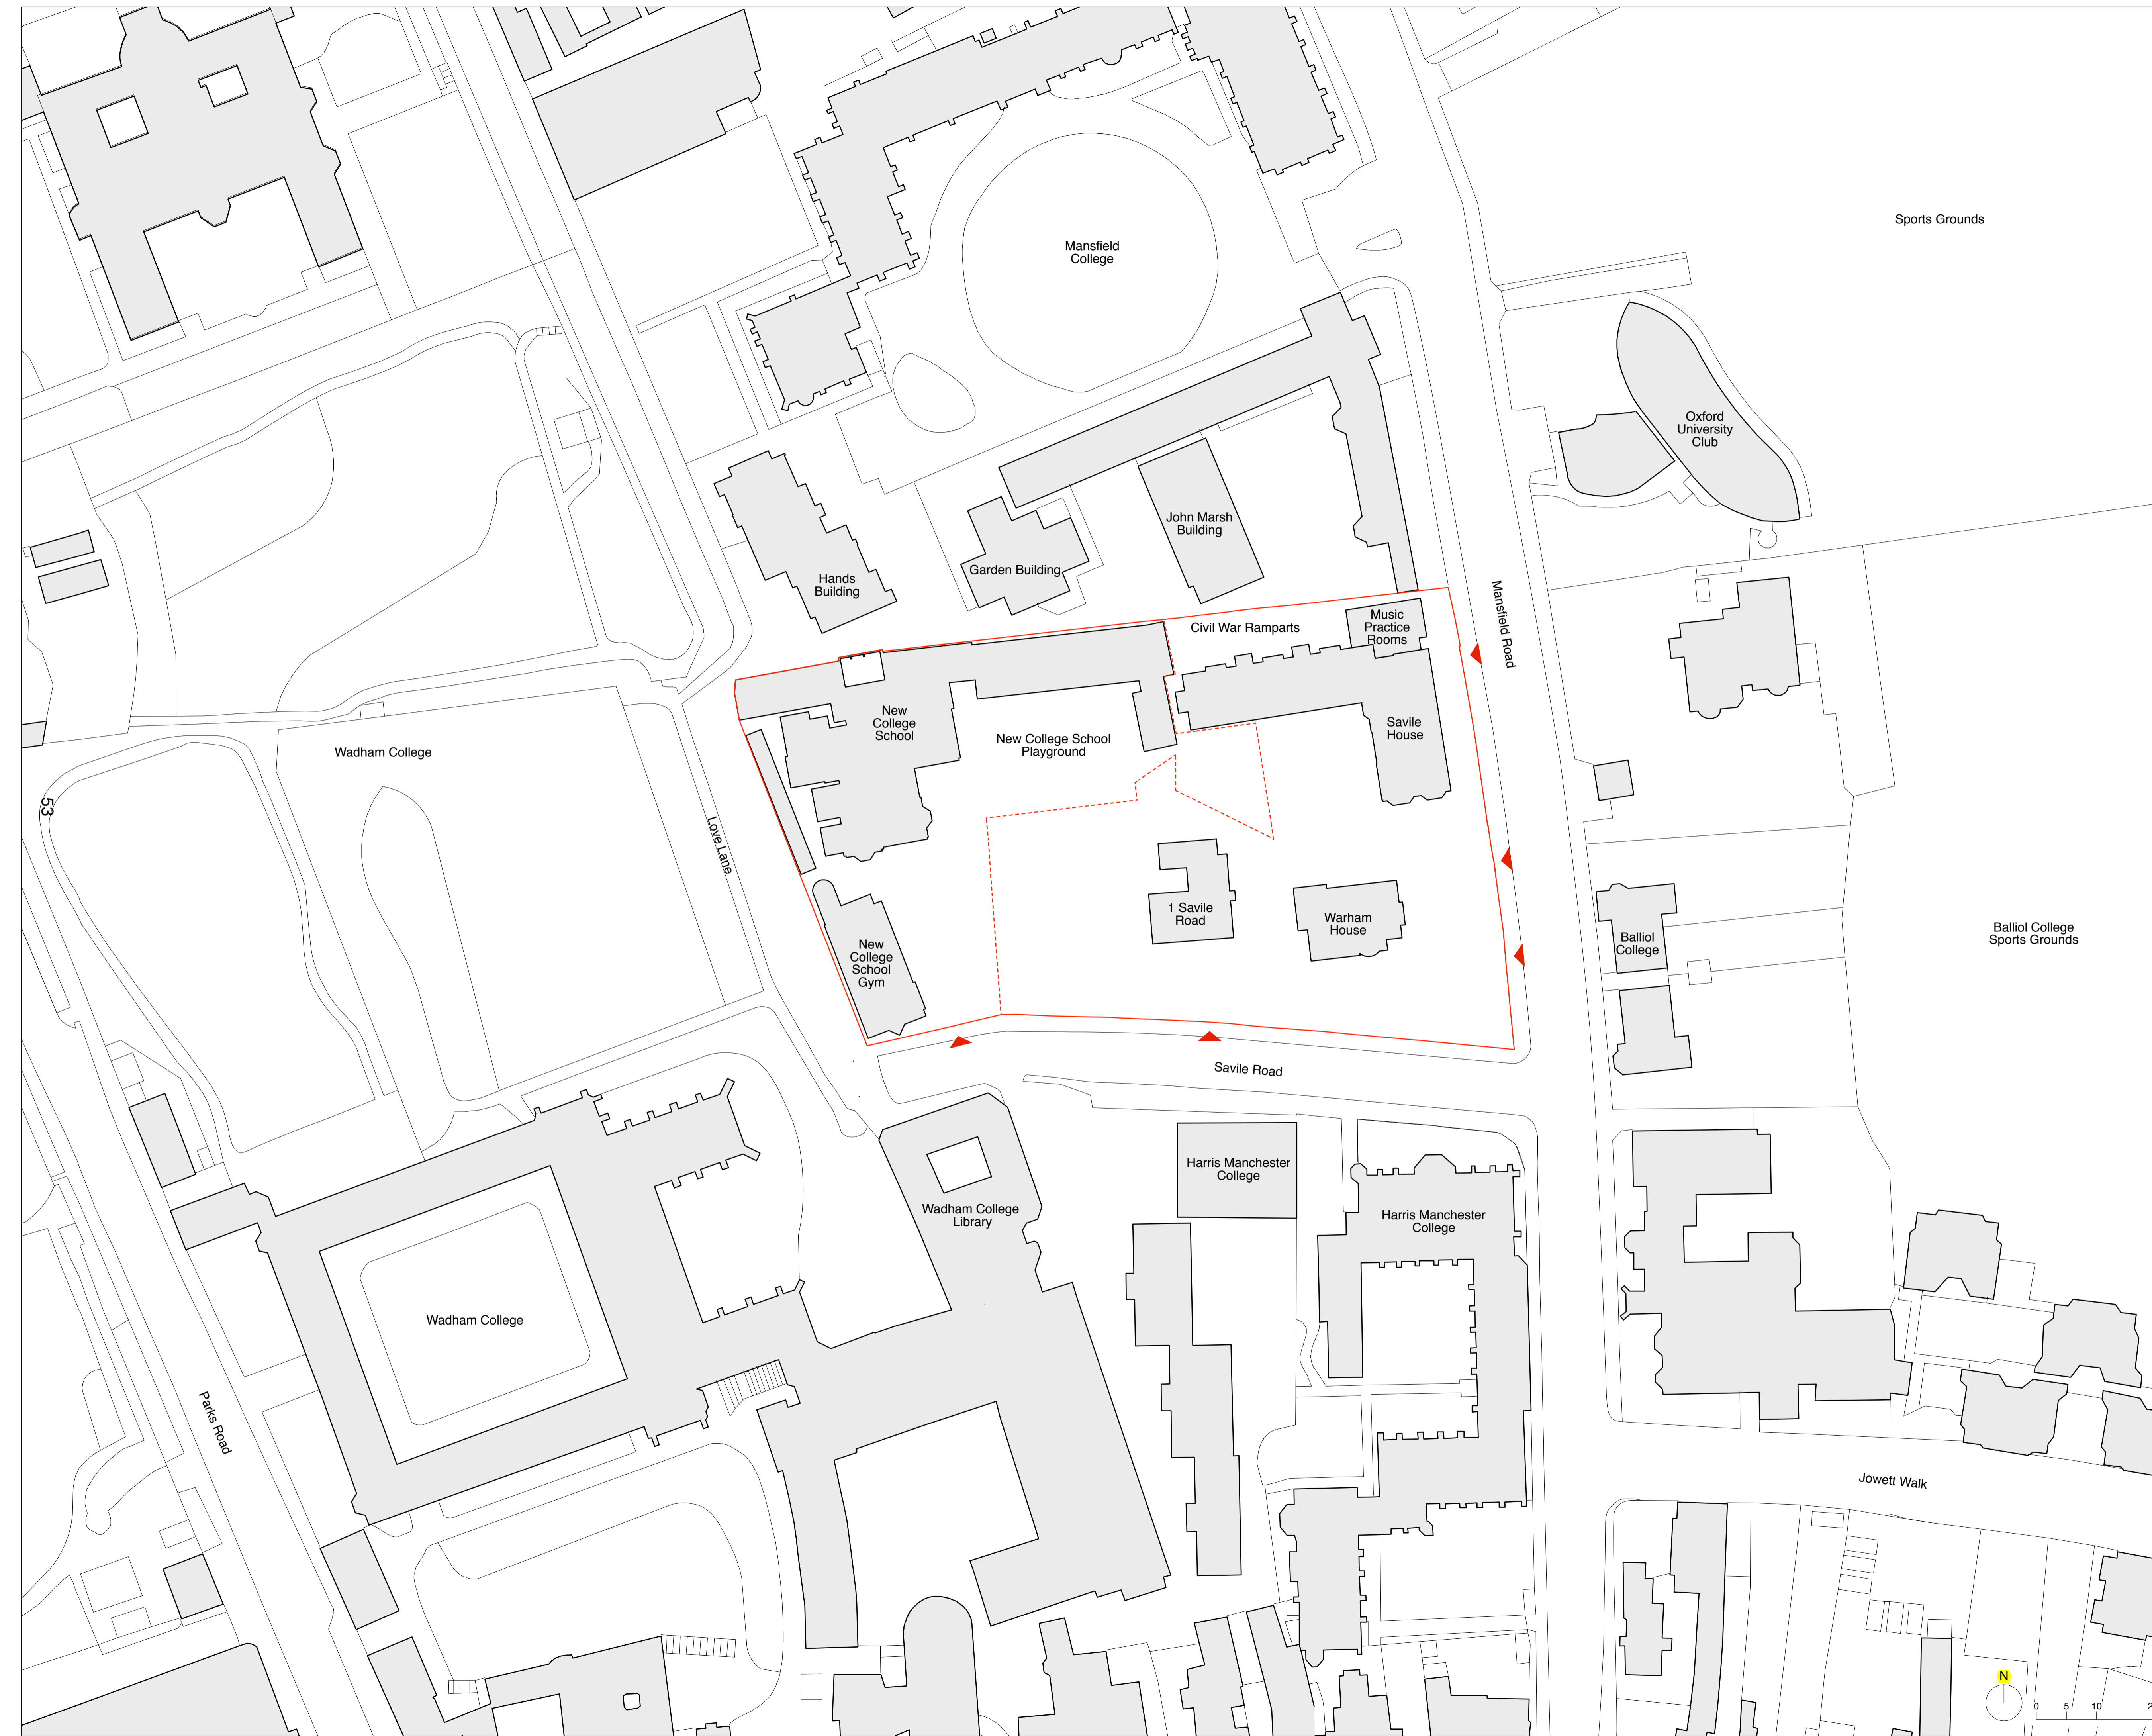 Sports Grounds
Mansfield
College
Oxford
University
Club
John Marsh
Building
Garden Building
Hands
Building
Mansfield Road
Music
Practice
Rooms
Civil War Ramparts
New
College
School
New College School
Playground
Savile
House
Wadham College
53
Love Lane
1 Savile
Road
Warham
House
Balliol
College
Balliol College
Sports Grounds
New
College
School
Gym
Savile Road
Harris Manchester
College
Wadham College
Library
Harris Manchester
College
Wadham College
Parks Road
Jowett Walk
N
0 5 10